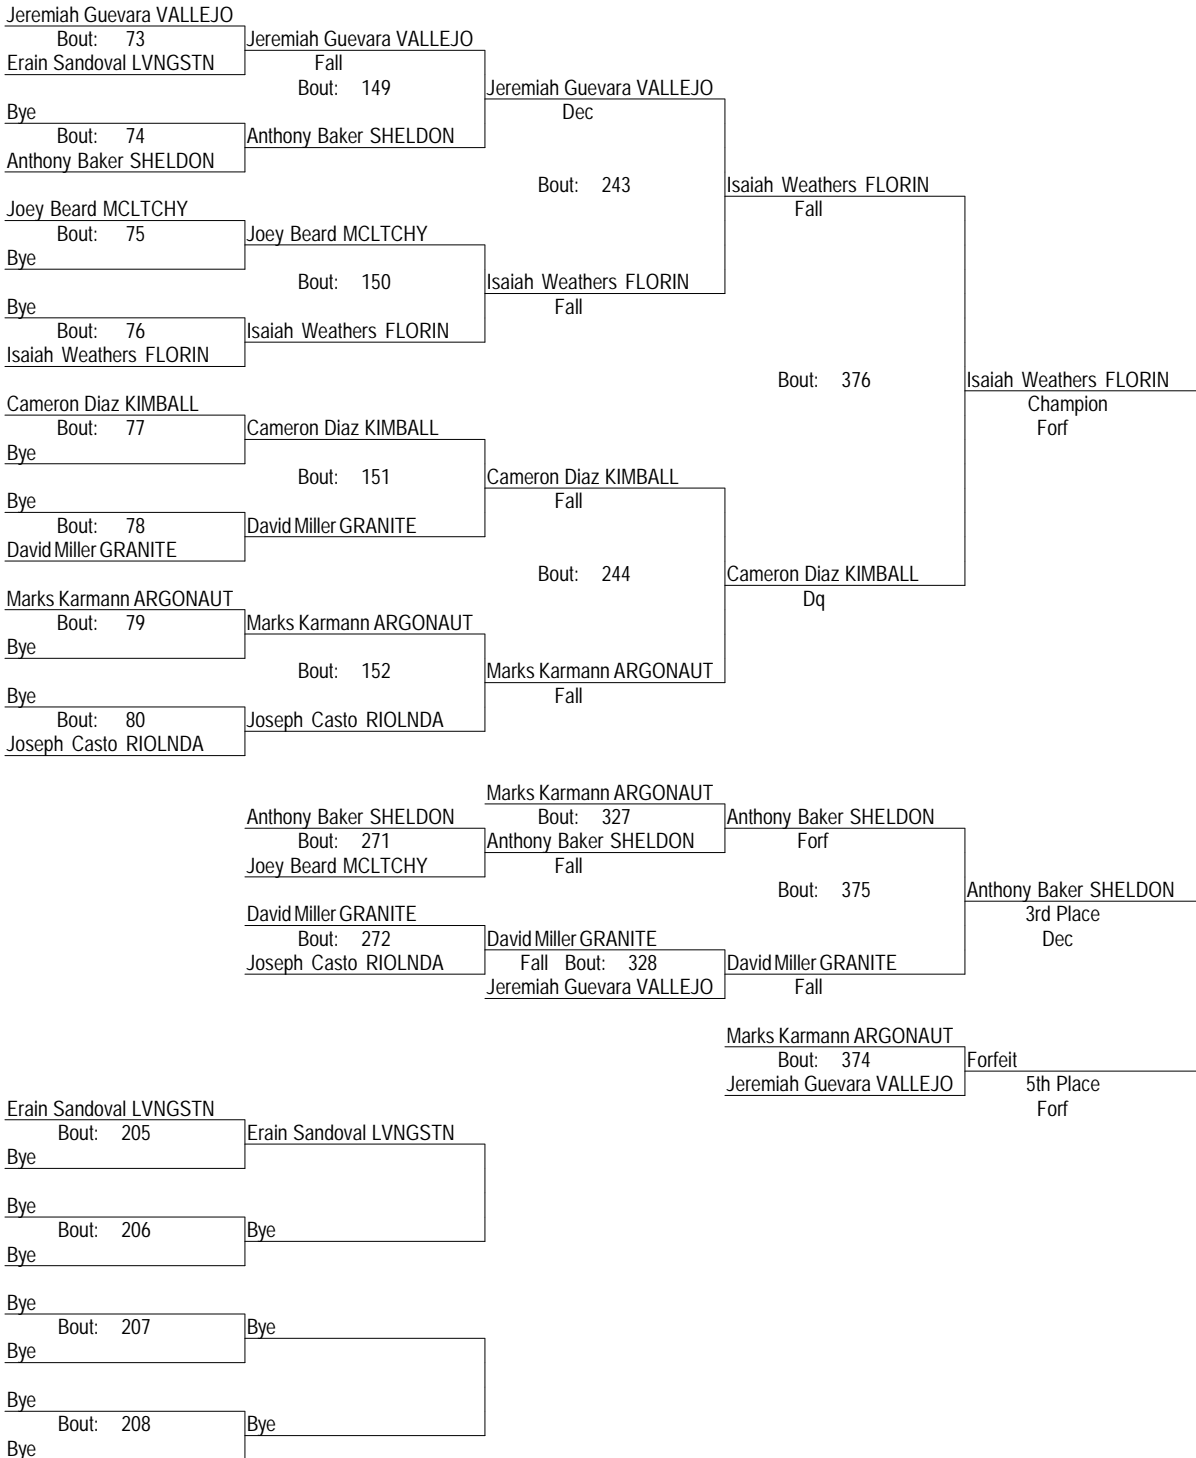 Jeremiah Guevara VALLEJO
Bout: 73
Jeremiah Guevara VALLEJO
Erain Sandoval LVNGSTN
Fall
Bout: 149
Jeremiah Guevara VALLEJO
Bye
Dec
Bout: 74
Anthony Baker SHELDON
Anthony Baker SHELDON
Bout: 243
Isaiah Weathers FLORIN
Joey Beard MCLTCHY
Fall
Bout: 75
Joey Beard MCLTCHY
Bye
Bout: 150
Isaiah Weathers FLORIN
Bye
Fall
Bout: 76
Isaiah Weathers FLORIN
Isaiah Weathers FLORIN
Bout: 376
Isaiah Weathers FLORIN
Cameron Diaz KIMBALL
Champion
Bout: 77
Cameron Diaz KIMBALL
Forf
Bye
Bout: 151
Cameron Diaz KIMBALL
Bye
Fall
Bout: 78
David Miller GRANITE
David Miller GRANITE
Bout: 244
Cameron Diaz KIMBALL
Marks Karmann ARGONAUT
Dq
Bout: 79
Marks Karmann ARGONAUT
Bye
Bout: 152
Marks Karmann ARGONAUT
Bye
Fall
Bout: 80
Joseph Casto RIOLNDA
Joseph Casto RIOLNDA
Marks Karmann ARGONAUT
Anthony Baker SHELDON
Bout: 327
Anthony Baker SHELDON
Bout: 271
Anthony Baker SHELDON
Forf
Joey Beard MCLTCHY
Fall
Bout: 375
Anthony Baker SHELDON
David Miller GRANITE
3rd Place
Bout: 272
David Miller GRANITE
Dec
Joseph Casto RIOLNDA
Fall Bout: 328
David Miller GRANITE
Jeremiah Guevara VALLEJO
Fall
Marks Karmann ARGONAUT
Bout: 374
Forfeit
Jeremiah Guevara VALLEJO
5th Place
Erain Sandoval LVNGSTN
Forf
Bout: 205
Erain Sandoval LVNGSTN
Bye
Bye
Bout: 206
Bye
Bye
Bye
Bout: 207
Bye
Bye
Bye
Bout: 208
Bye
Bye